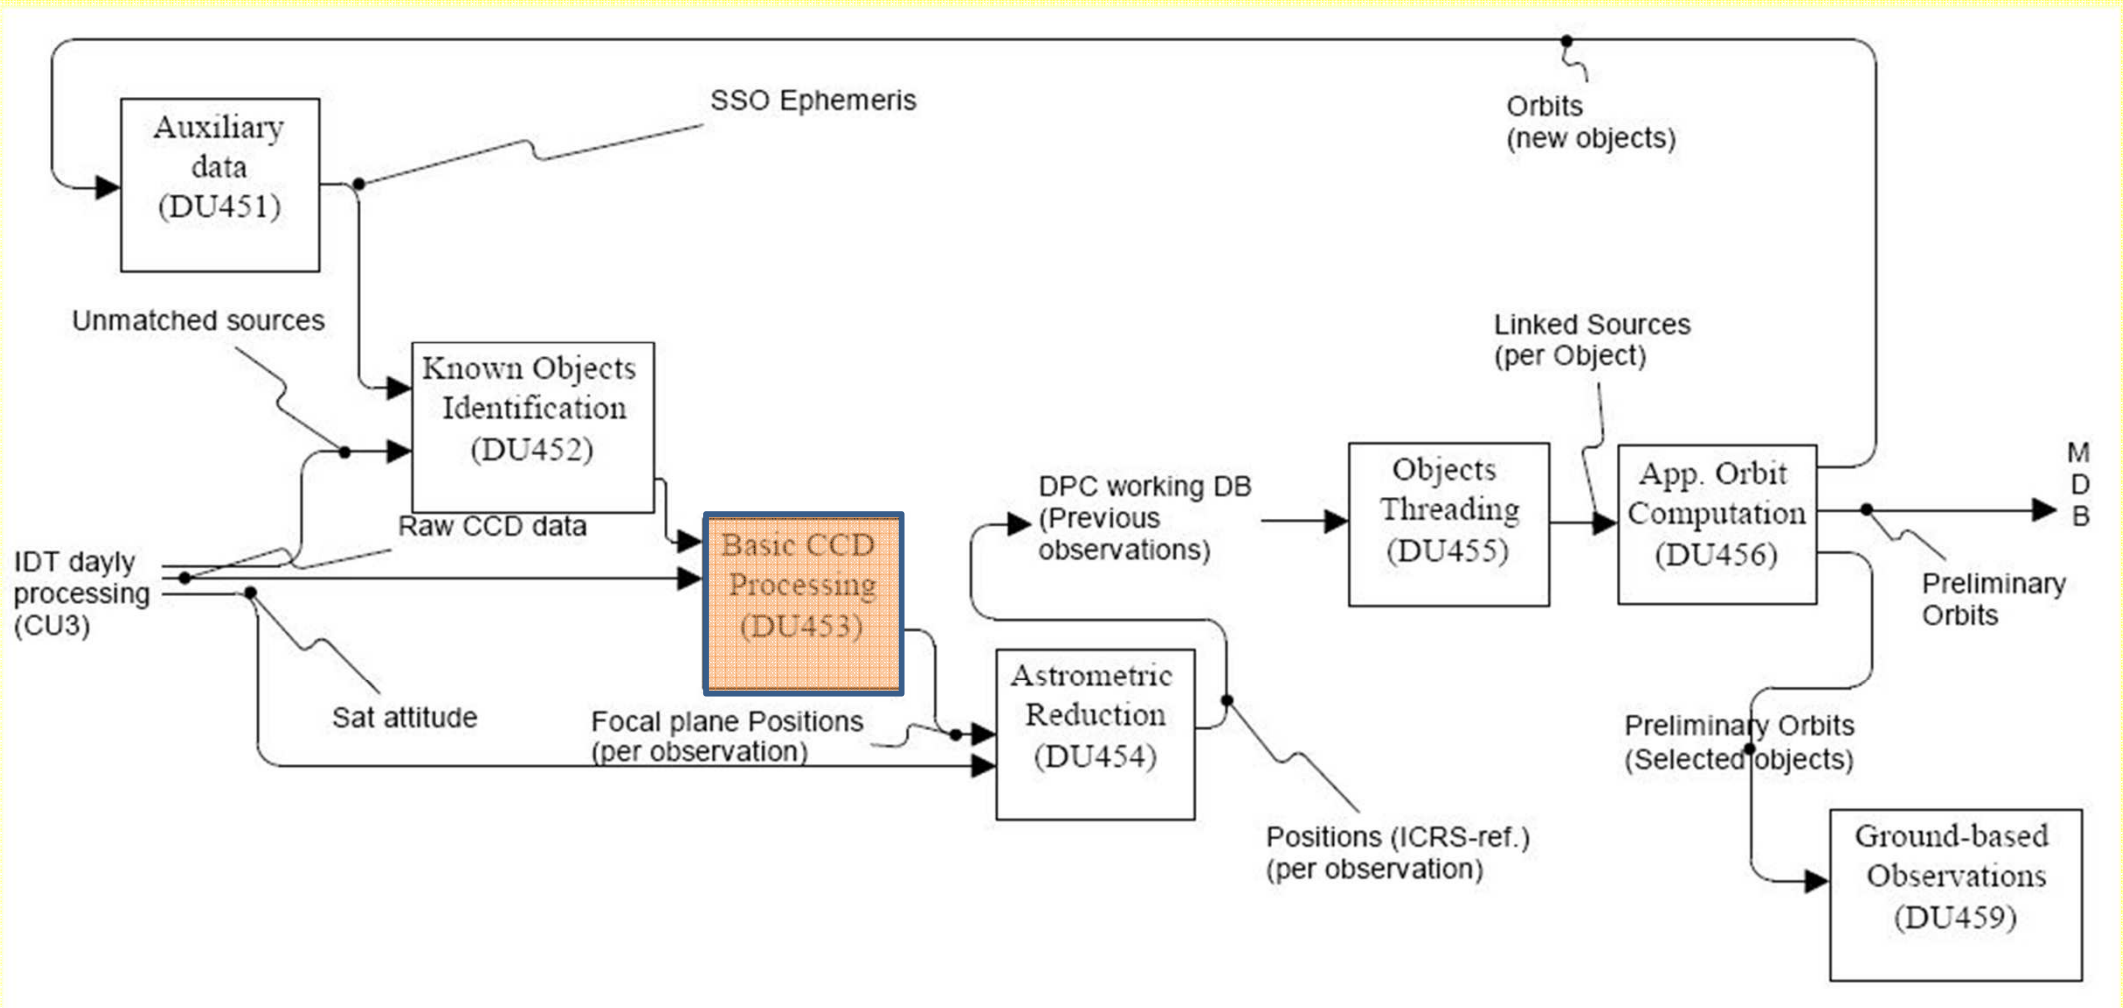 SSO Ephemeris
Orbits
(new objects)
Auxiliary
data
(DU451)
Unmatched sources
Known Objects
Identification
(DU452)
Raw CCD data
IDT dayly
processing
(CU3)
Basic CCD
Processing
(DU453)
Sat attitude
Focal plane Positions
(per observation)
Astrometric
Reduction
(DU454)
DPC working DB
(Previous
observations)
Positions (ICRS-ref.)
(per observation)
Objects
Threading
(DU455)
Linked Sources
(per Object)
App. Orbit
Computation
(DU456)
M
D
B
Preliminary
Orbits
Preliminary Orbits
(Selected objects)
Ground-based
Observations
(DU459)